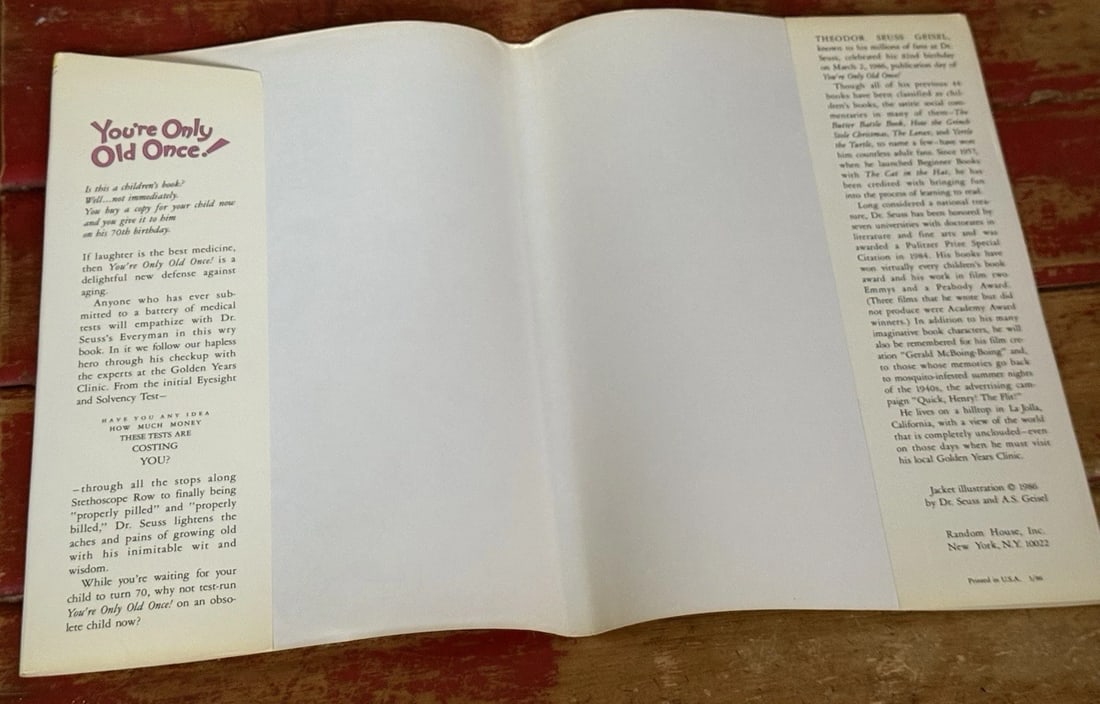 You're Only
Old Once!
Is this a children's book?
Well...not immediately.
You buy a copy for your child now
and you give it to him
on his 70th birthday.
If laughter is the best medicine,
then You're Only Old Once! is a
delightful new defense against
aging.
Anyone who has ever sub-
mitted to a battery of medical
tests will empathize with Dr.
Seuss's Everyman in this wry
book. In it we follow our hapless
hero through his checkup with
the experts at the Golden Years
Clinic. From the initial Eyesight
and Solvency Test—
HAVE YOU ANY IDEA
HOW MUCH MONEY
THESE TESTS ARE
COSTING
YOU?
—through all the stops along
Stethoscope Row to finally being
"properly pilled" and "properly
billed," Dr. Seuss lightens the
aches and pains of growing old
with his inimitable wit and
wisdom.
While you're waiting for your
child to turn 70, why not test-run
You're Only Old Once! on an obso-
lete child now?
THEODOR SEUSS GEISEL,
known to his millions of fans as Dr.
Seuss, celebrated his 82nd birthday
on March 2, 1986, publication day of
You're Only Old Once!
Though all of his previous 44
books have been classified as chil-
dren's books, the satiric social com-
mentaries in many of them—The
Butter Battle Book, How the Grinch
Stole Christmas, The Lorax, and Yertle
the Turtle, to name a few—have won
him countless adult fans. Since 1957,
when he launched Beginner Books
with The Cat in the Hat, he has
been credited with bringing fun
into the process of learning to read.
Long considered a national trea-
sure, Dr. Seuss has been honored by
seven universities with doctorates in
literature and fine arts and was
awarded a Pulitzer Prize Special
Citation in 1984. His books have
won virtually every children's book
award and his work in film two
Emmys and a Peabody Award.
(Three films that he wrote but did
not produce were Academy Award
winners.) In addition to his many
imaginative book characters, he will
also be remembered for his film cre-
ation "Gerald McBoing-Boing" and,
to those whose memories go back
to mosquito-infested summer nights
of the 1940s, the advertising cam-
paign "Quick, Henry! The Flit!"
He lives on a hilltop in La Jolla,
California, with a view of the world
that is completely unclouded—even
on those days when he must visit
his local Golden Years Clinic.
Jacket illustration © 1986
by Dr. Seuss and A.S. Geisel
Random House, Inc.
New York, N.Y. 10022
Printed in U.S.A. 3/86